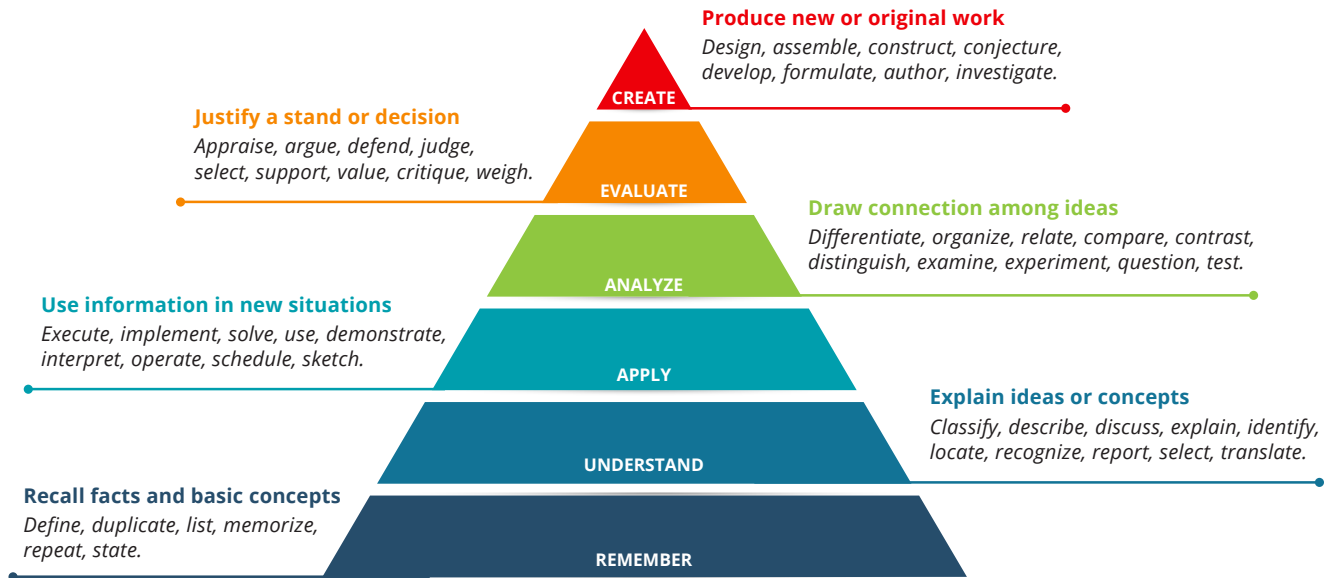 Produce new or original work
Design, assemble, construct, conjecture,
develop, formulate, author, investigate.
CREATE
Justify a stand or decision
Appraise, argue, defend, judge,
select, support, value, critique, weigh.
EVALUATE
Draw connection among ideas
Differentiate, organize, relate, compare, contrast,
distinguish, examine, experiment, question, test.
ANALYZE
Use information in new situations
Execute, implement, solve, use, demonstrate,
interpret, operate, schedule, sketch.
APPLY
Explain ideas or concepts
Classify, describe, discuss, explain, identify,
locate, recognize, report, select, translate.
UNDERSTAND
Recall facts and basic concepts
Define, duplicate, list, memorize,
repeat, state.
REMEMBER